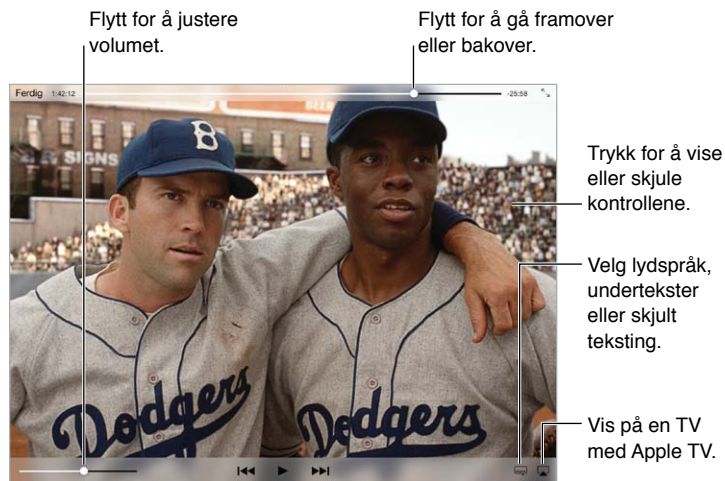 Flytt for å justere
volumet.
Flytt for å gå framover
eller bakover.
Ferdig 1:42:12 -25:58
BEER
SIGNS
B
Trykk for å vise
eller skjule
kontrollene.
Velg lydspråk,
undertekster
eller skjult
teksting.
Dodgers
Dodgers
Vis på en TV
med Apple TV.